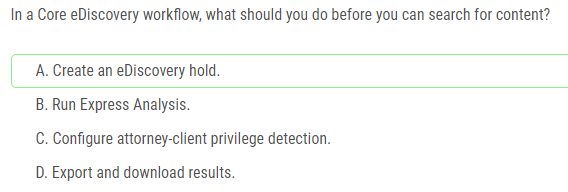 In a Core eDiscovery workflow, what should you do before you can search for content?
A. Create an eDiscovery hold.
B. Run Express Analysis.
C. Configure attorney-client privilege detection.
D. Export and download results.